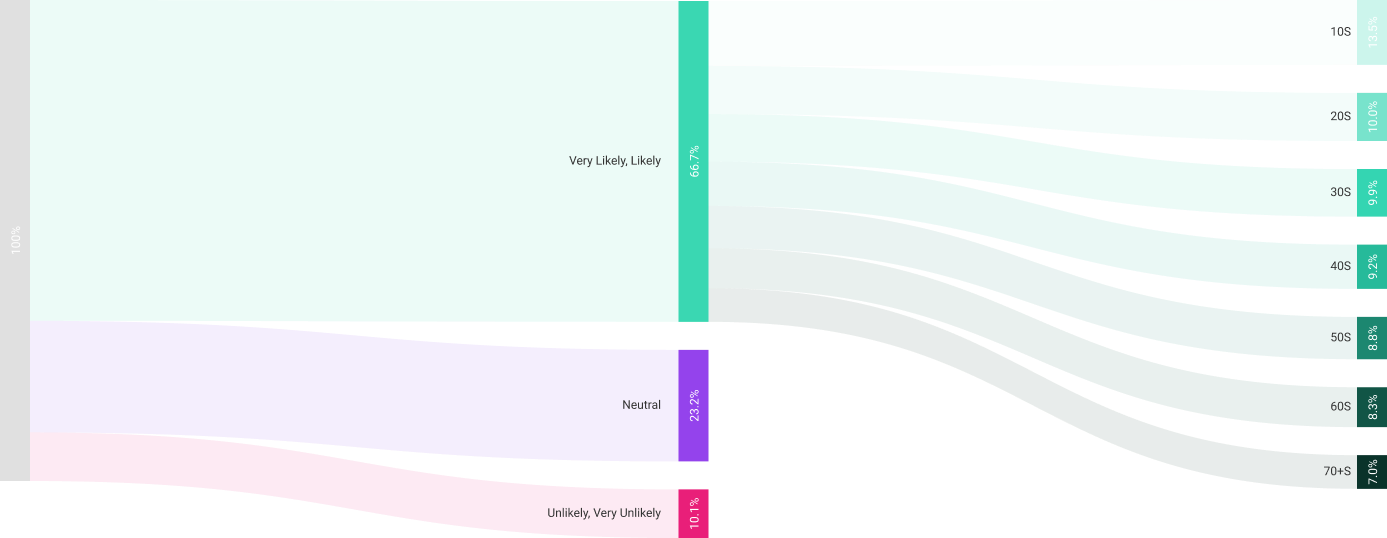 100%
Very Likely, Likely
66.7%
Neutral
23.2%
Unlikely, Very Unlikely
10.1%
10S
13.5%
20S
10.0%
30S
9.9%
40S
9.2%
50S
8.8%
60S
8.3%
70+S
7.0%